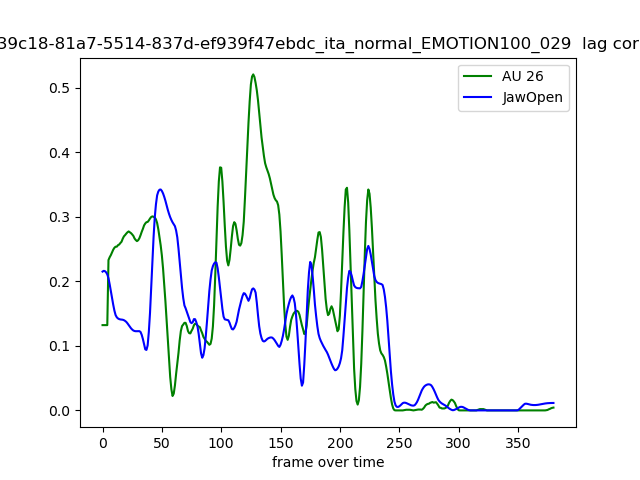 39c18-81a7-5514-837d-ef939f47ebdc_ita_normal_EMOTION100_029  lag cor
AU 26
JawOpen
0.5
0.4
0.3
0.2
0.1
0.0
0 50 100 150 200 250 300 350
frame over time